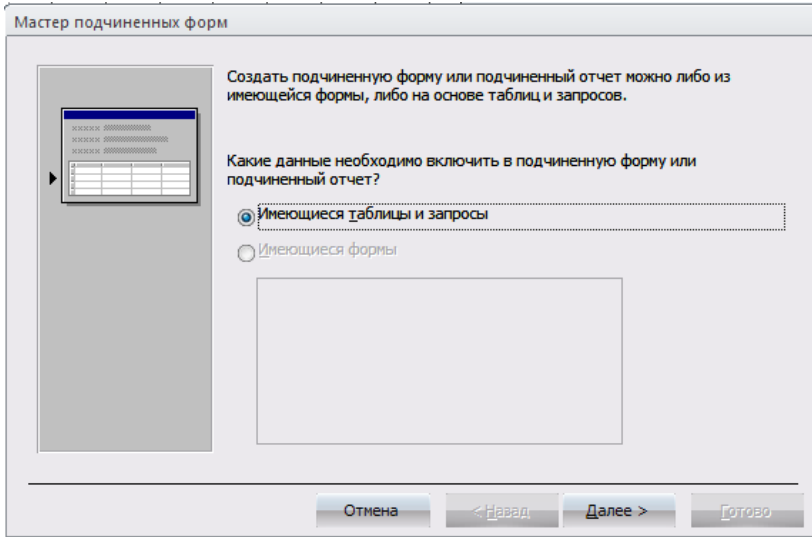 Мастер подчиненных форм
Создать подчиненную форму или подчиненный отчет можно либо из
имеющейся формы, либо на основе таблиц и запросов.
Какие данные необходимо включить в подчиненную форму или
подчиненный отчет?
Имеющиеся таблицы и запросы
Имеющиеся формы
Отмена
< Назад
Далее >
Готово